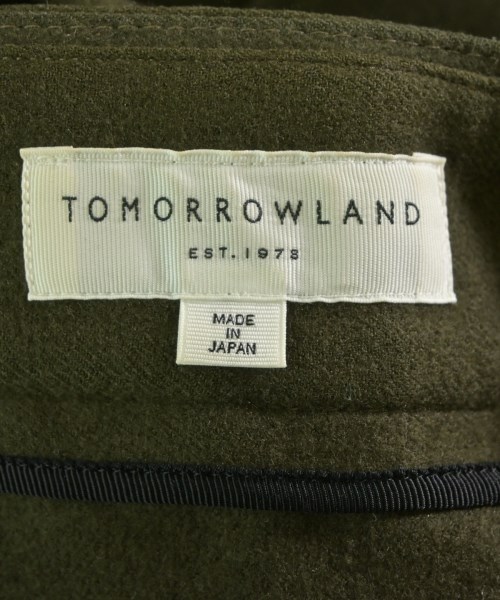 TOMORROWLAND
EST. 1978
MADE
IN
JAPAN